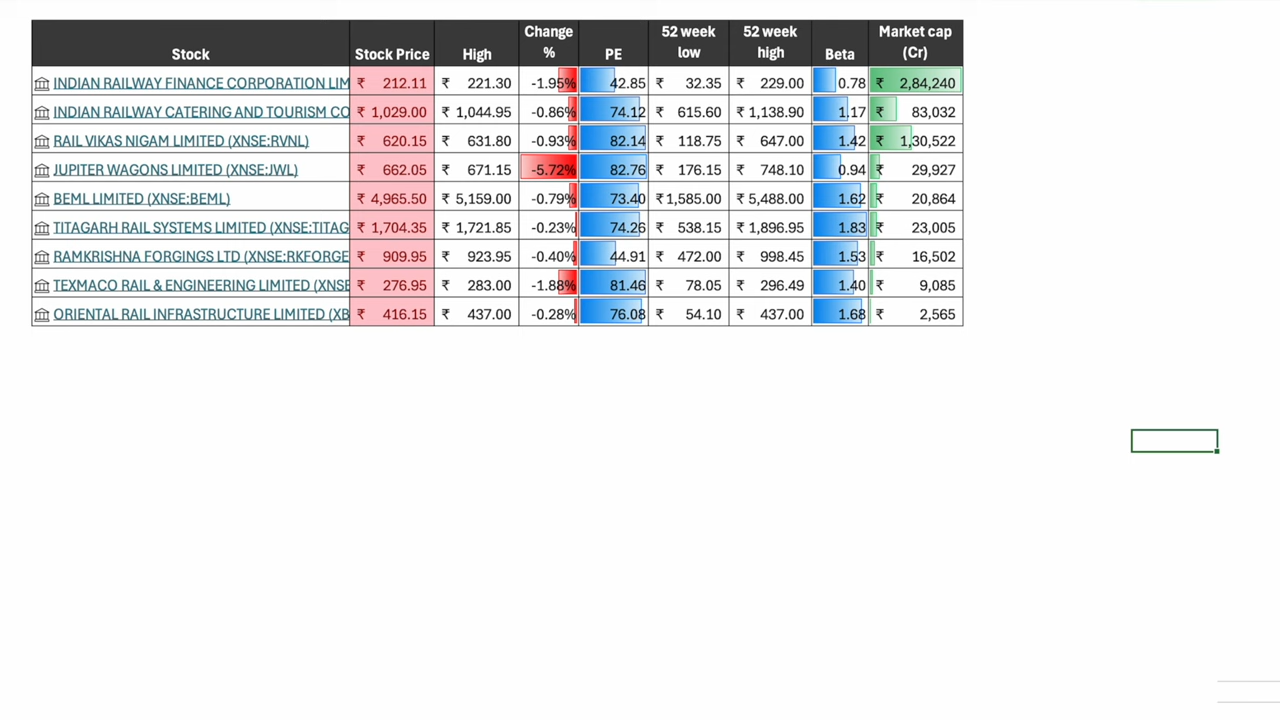 Stock Stock Price High Change % PE 52 week low 52 week high Beta Market cap (Cr)
INDIAN RAILWAY FINANCE CORPORATION LIM ₹ 212.11 ₹ 221.30 -1.95% 42.85 ₹ 32.35 ₹ 229.00 0.78 ₹ 2,84,240
INDIAN RAILWAY CATERING AND TOURISM CO ₹ 1,029.00 ₹ 1,044.95 -0.86% 74.12 ₹ 615.60 ₹ 1,138.90 1.17 ₹ 83,032
RAIL VIKAS NIGAM LIMITED (XNSE:RVNL) ₹ 620.15 ₹ 631.80 -0.93% 82.14 ₹ 118.75 ₹ 647.00 1.42 ₹ 1,30,522
JUPITER WAGONS LIMITED (XNSE:JWL) ₹ 662.05 ₹ 671.15 -5.72% 82.76 ₹ 176.15 ₹ 748.10 0.94 ₹ 29,927
BEML LIMITED (XNSE:BEML) ₹ 4,965.50 ₹ 5,159.00 -0.79% 73.40 ₹ 1,585.00 ₹ 5,488.00 1.62 ₹ 20,864
TITAGARH RAIL SYSTEMS LIMITED (XNSE:TITAG ₹ 1,704.35 ₹ 1,721.85 -0.23% 74.26 ₹ 538.15 ₹ 1,896.95 1.83 ₹ 23,005
RAMKRISHNA FORGINGS LTD (XNSE:RKFORGE ₹ 909.95 ₹ 923.95 -0.40% 44.91 ₹ 472.00 ₹ 998.45 1.53 ₹ 16,502
TEXMACO RAIL & ENGINEERING LIMITED (XNSE ₹ 276.95 ₹ 283.00 -1.88% 81.46 ₹ 78.05 ₹ 296.49 1.40 ₹ 9,085
ORIENTAL RAIL INFRASTRUCTURE LIMITED (XB ₹ 416.15 ₹ 437.00 -0.28% 76.08 ₹ 54.10 ₹ 437.00 1.68 ₹ 2,565